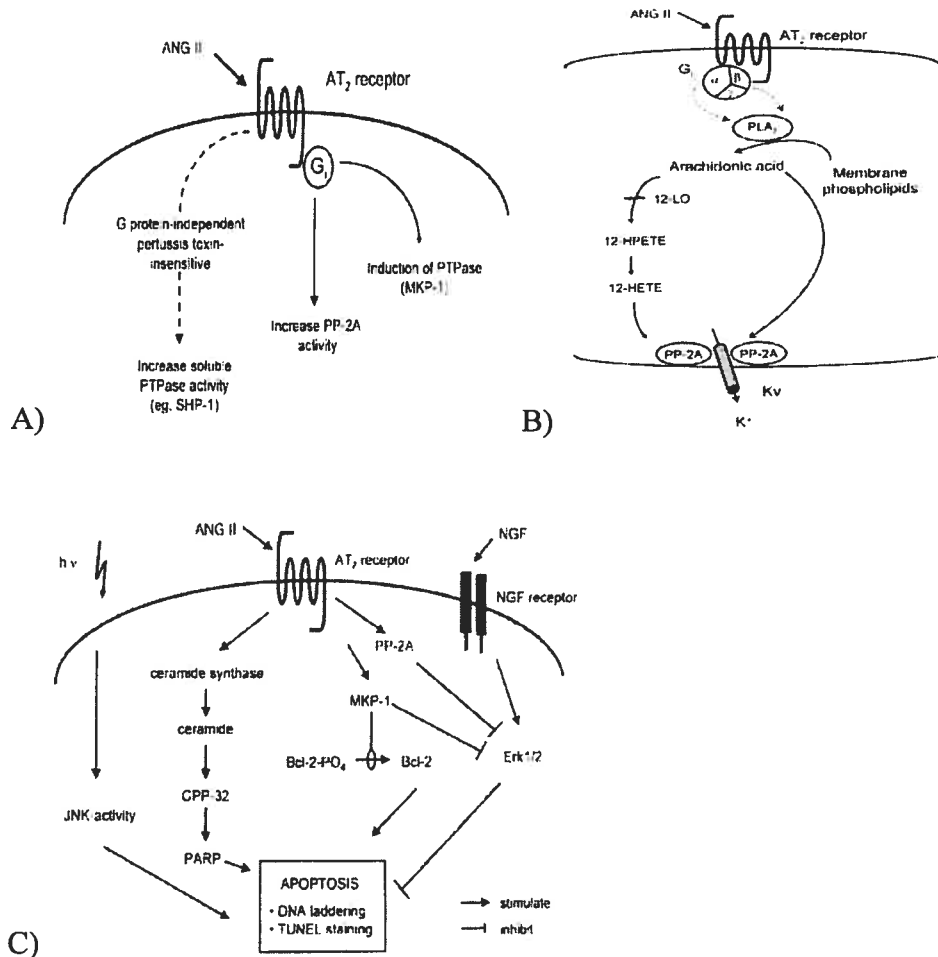 ANG II
AT2 receptor
Gi
G protein-independent
pertussis toxin-
insensitive
Induction of PTPase
(MKP-1)
Increase PP-2A
activity
Increase soluble
PTPase activity
(eg. SHP-1)
A)
ANG II
AT2 receptor
G
α
β
γ
PLA2
Arachidonic acid
Membrane
phospholipids
12-LO
12-HPETE
12-HETE
PP-2A
PP-2A
Kv
K+
B)
ANG II
NGF
hν
AT2 receptor
NGF receptor
PP-2A
ceramide synthase
MKP-1
ceramide
Bcl-2-PO4
Bcl-2
Erk1/2
CPP-32
JNK activity
PARP
APOPTOSIS
• DNA laddering
• TUNEL staining
stimulate
inhibit
C)